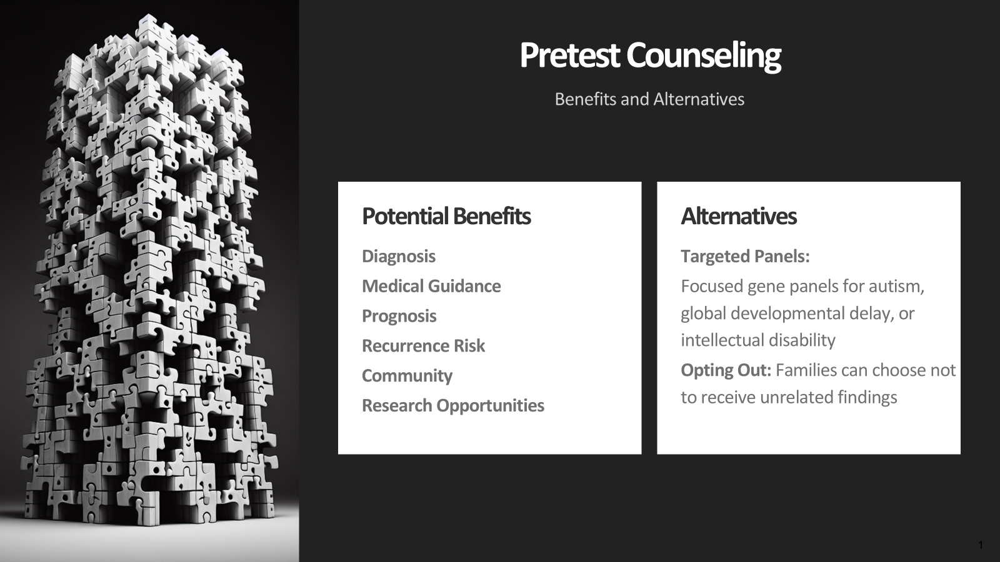 Pretest Counseling
Benefits and Alternatives
Potential Benefits
Diagnosis
Medical Guidance
Prognosis
Recurrence Risk
Community
Research Opportunities
Alternatives
Targeted Panels:
Focused gene panels for autism,
global developmental delay, or
intellectual disability
Opting Out: Families can choose not
to receive unrelated findings
1